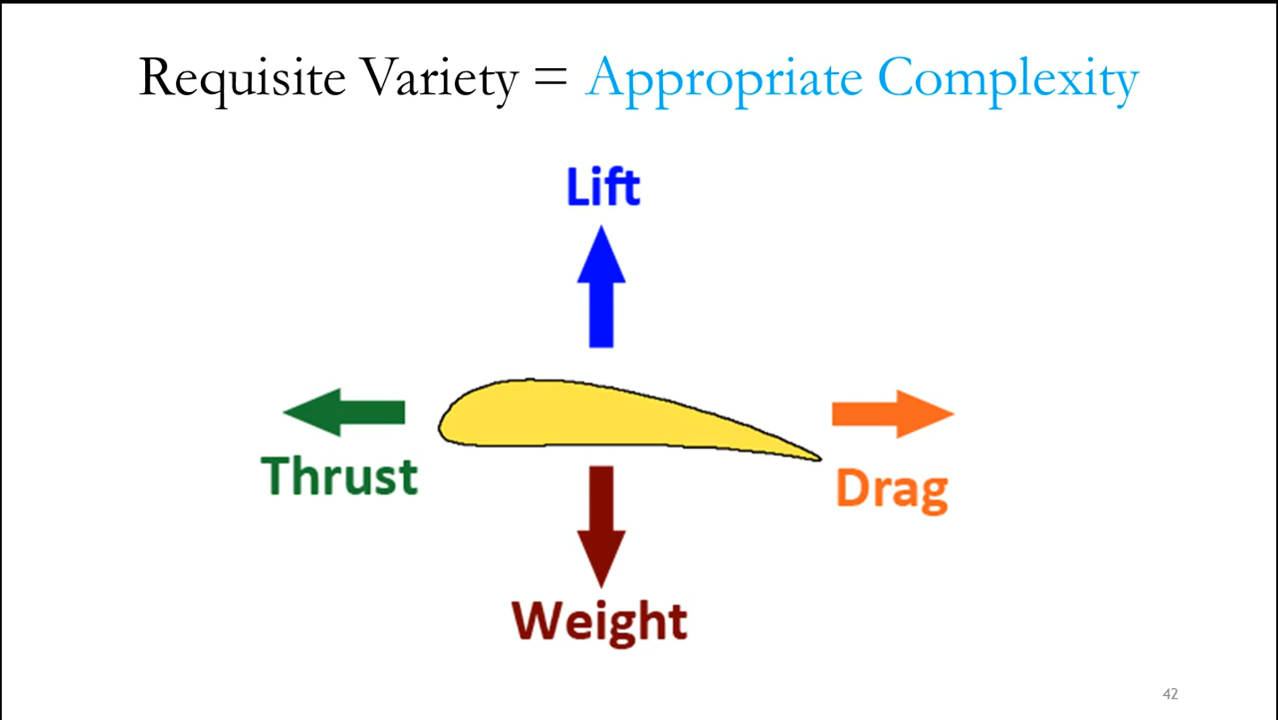 Requisite Variety = Appropriate Complexity
Lift
Thrust
Drag
Weight
42